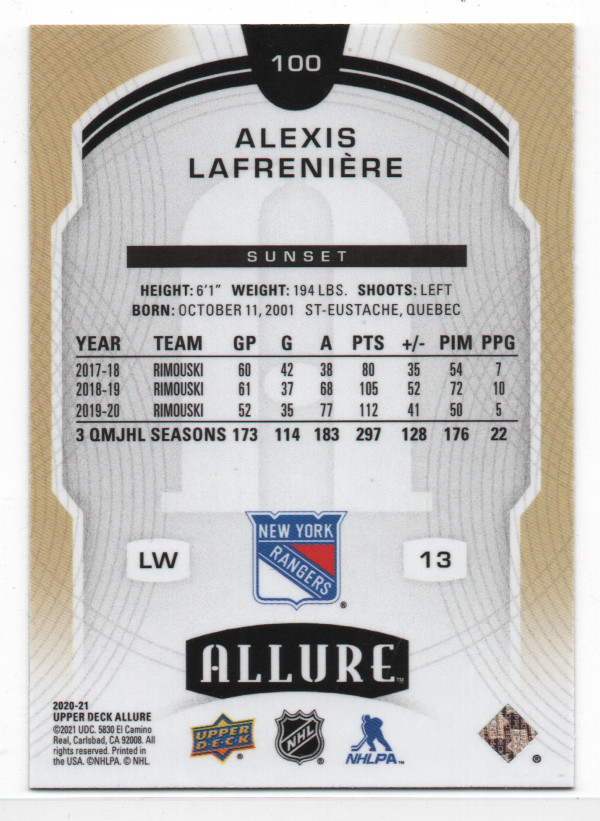 100
ALEXIS
LAFRENIÈRE
SUNSET
HEIGHT: 6'1" WEIGHT: 194 LBS. SHOOTS: LEFT
BORN: OCTOBER 11, 2001 ST-EUSTACHE, QUEBEC
YEAR TEAM GP G A PTS +/- PIM PPG
2017-18 RIMOUSKI 60 42 38 80 35 54 7
2018-19 RIMOUSKI 61 37 68 105 52 72 10
2019-20 RIMOUSKI 52 35 77 112 41 50 5
3 QMJHL SEASONS 173 114 183 297 128 176 22
LW
NEW YORK
RANGERS
®
13
ALLURE™
2020-21
UPPER DECK ALLURE
©2021 UDC. 5830 El Camino
Real, Carlsbad, CA 92008. All
rights reserved. Printed in
the USA. ©NHLPA. © NHL.
UPPER
DECK
®
NHL
®
NHLPA™
®